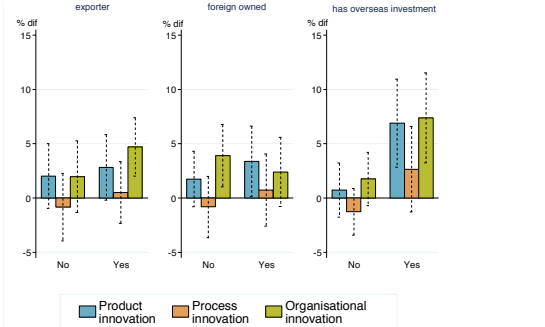 exporter
foreign owned
has overseas investment
% dif
% dif
% dif
15
10
5
0
-5
15
10
5
0
-5
15
10
5
0
-5
No
Yes
No
Yes
No
Yes
Product innovation
Process innovation
Organisational innovation